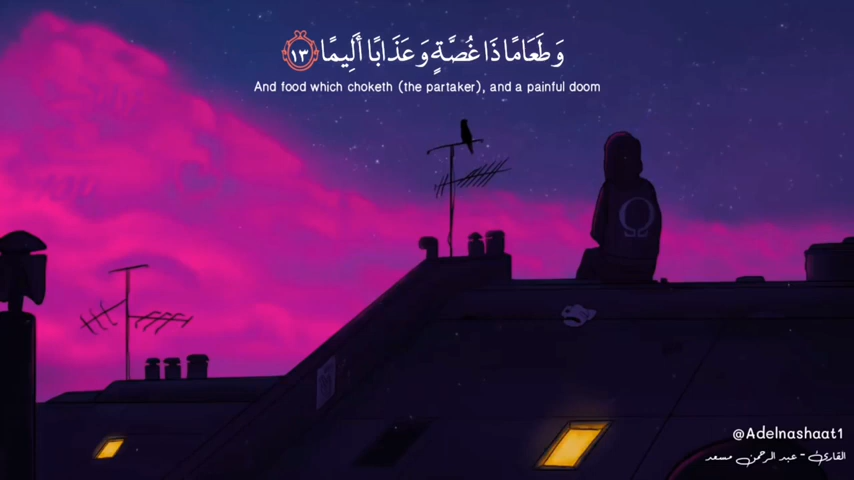 وَطَعَامًا ذَا غُصَّةٍ وَعَذَابًا أَلِيمًا ١٣
And food which choketh (the partaker), and a painful doom
Ω
@Adelnashaat1
القارئ - عبد الرحمن مسعد